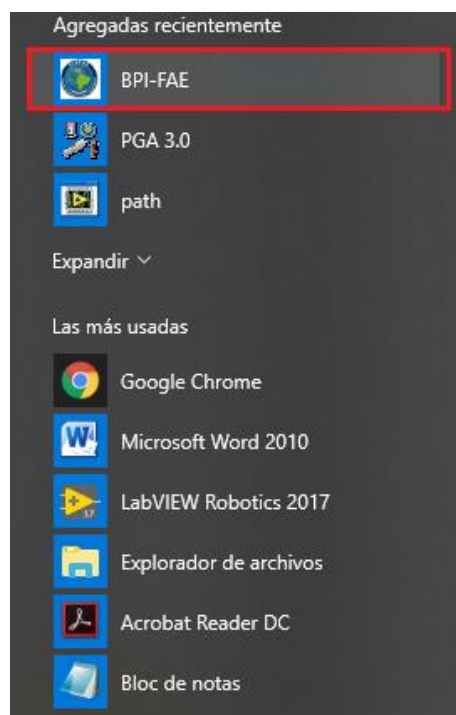 Agregadas recientemente
BPI-FAE
PGA 3.0
path
Expandir
Las más usadas
Google Chrome
Microsoft Word 2010
LabVIEW Robotics 2017
Explorador de archivos
Acrobat Reader DC
Bloc de notas